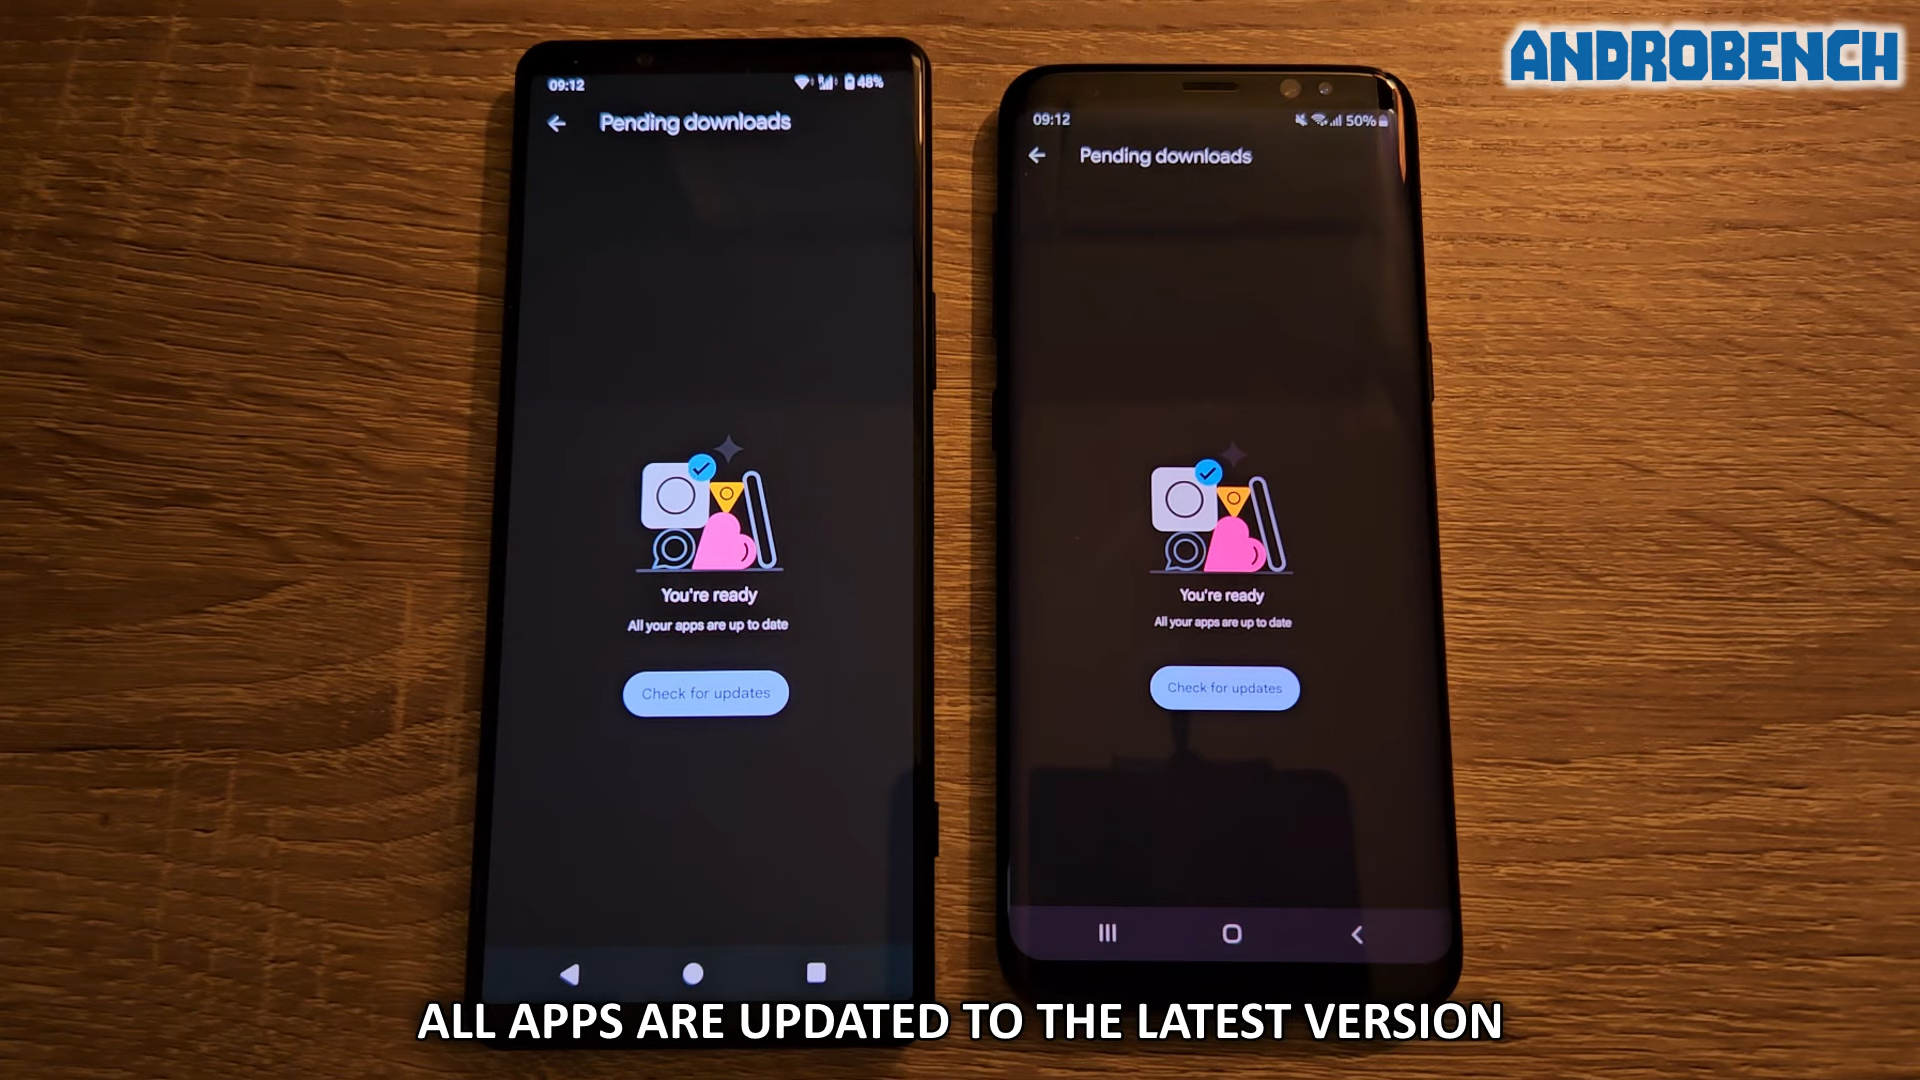 ANDROBENCH
09:12
48%
Pending downloads
You're ready
All your apps are up to date
Check for updates
09:12
50%
Pending downloads
You're ready
All your apps are up to date
Check for updates
ALL APPS ARE UPDATED TO THE LATEST VERSION